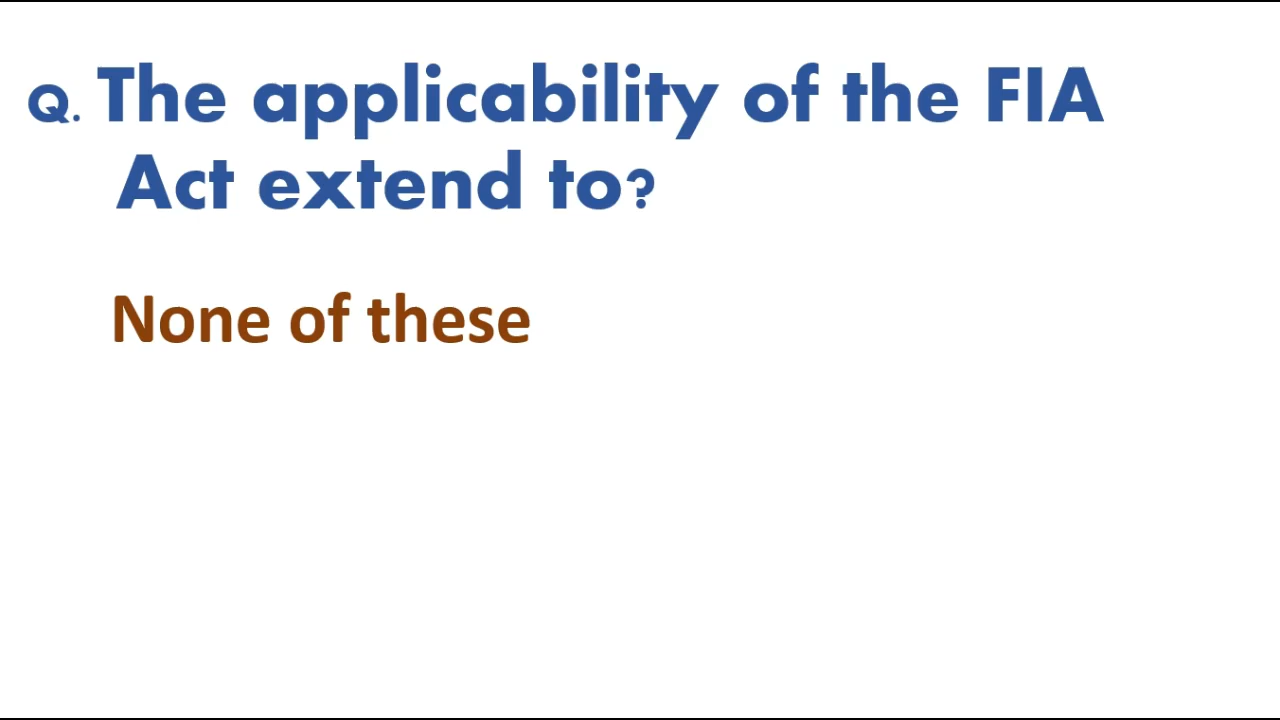 Q. The applicability of the FIA
Act extend to?
None of these